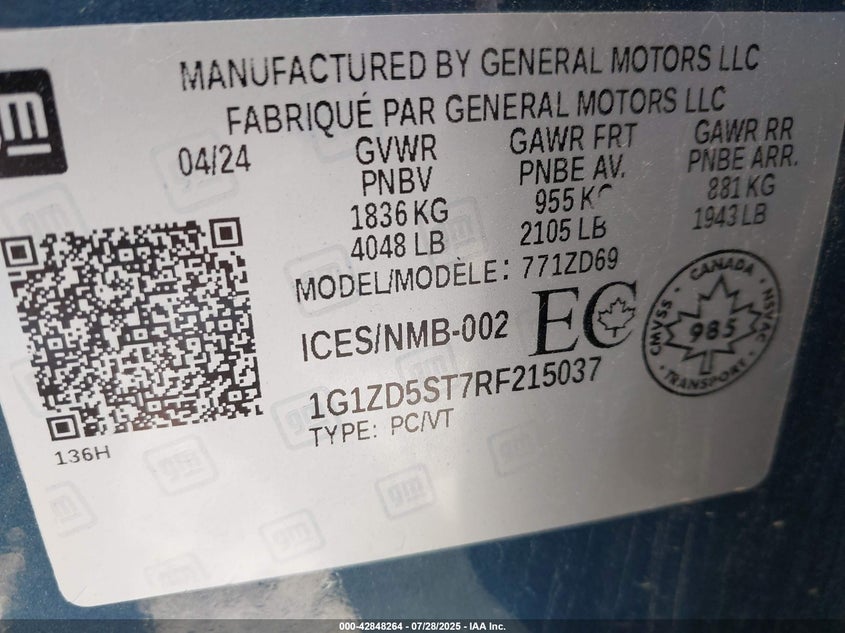 gm
MANUFACTURED BY GENERAL MOTORS LLC
FABRIQUÉ PAR GENERAL MOTORS LLC
04/24
GVWR
PNBV
1836 KG
4048 LB
GAWR FRT
PNBE AV.
955 KG
2105 LB
GAWR RR
PNBE ARR.
881 KG
1943 LB
MODEL/MODÈLE: 771ZD69
ICES/NMB-002
EC
CANADA
CMVSS
985
NSVAC
TRANSPORT
1G1ZD5ST7RF215037
TYPE: PC/VT
136H
000-42848264 - 07/28/2025 - IAA Inc.